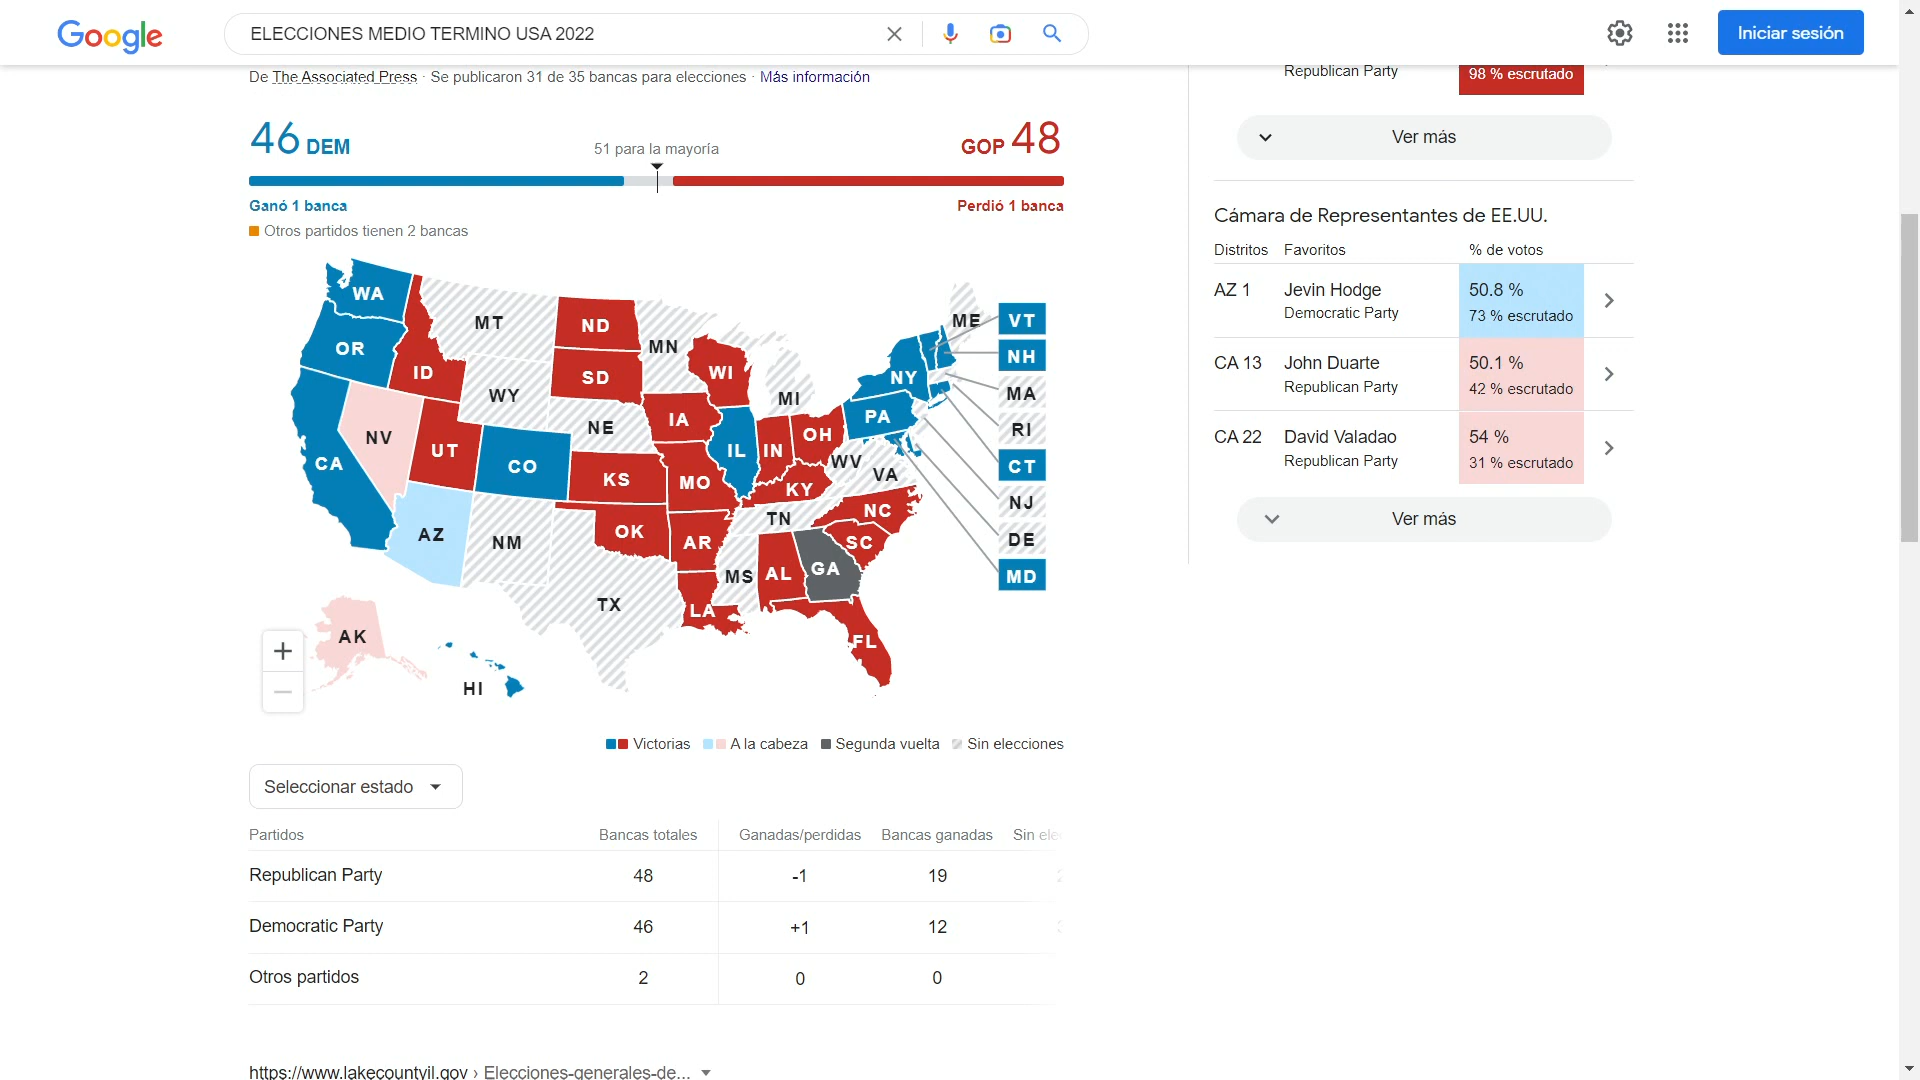 Google
ELECCIONES MEDIO TERMINO USA 2022
Iniciar sesión
De The Associated Press · Se publicaron 31 de 35 bancas para elecciones · Más información
46 DEM
51 para la mayoría
GOP 48
Ganó 1 banca
Perdió 1 banca
Otros partidos tienen 2 bancas
WA
OR
CA
ID
NV
UT
AZ
MT
WY
CO
NM
ND
SD
NE
KS
OK
TX
MN
IA
MO
AR
LA
WI
IL
MI
IN
OH
KY
TN
MS
AL
GA
WV
VA
NC
SC
FL
PA
NY
ME
VT
NH
MA
RI
CT
NJ
DE
MD
AK
HI
+
−
Victorias
A la cabeza
Segunda vuelta
Sin elecciones
Seleccionar estado
Partidos Bancas totales Ganadas/perdidas Bancas ganadas Sin
Republican Party 48 -1 19
Democratic Party 46 +1 12
Otros partidos 2 0 0
https://www.lakecountyil.gov › Elecciones-generales-de...
Republican Party
98 % escrutado
Ver más
Cámara de Representantes de EE.UU.
Distritos Favoritos % de votos
AZ 1 Jevin Hodge 50.8 %
Democratic Party 73 % escrutado
CA 13 John Duarte 50.1 %
Republican Party 42 % escrutado
CA 22 David Valadao 54 %
Republican Party 31 % escrutado
Ver más